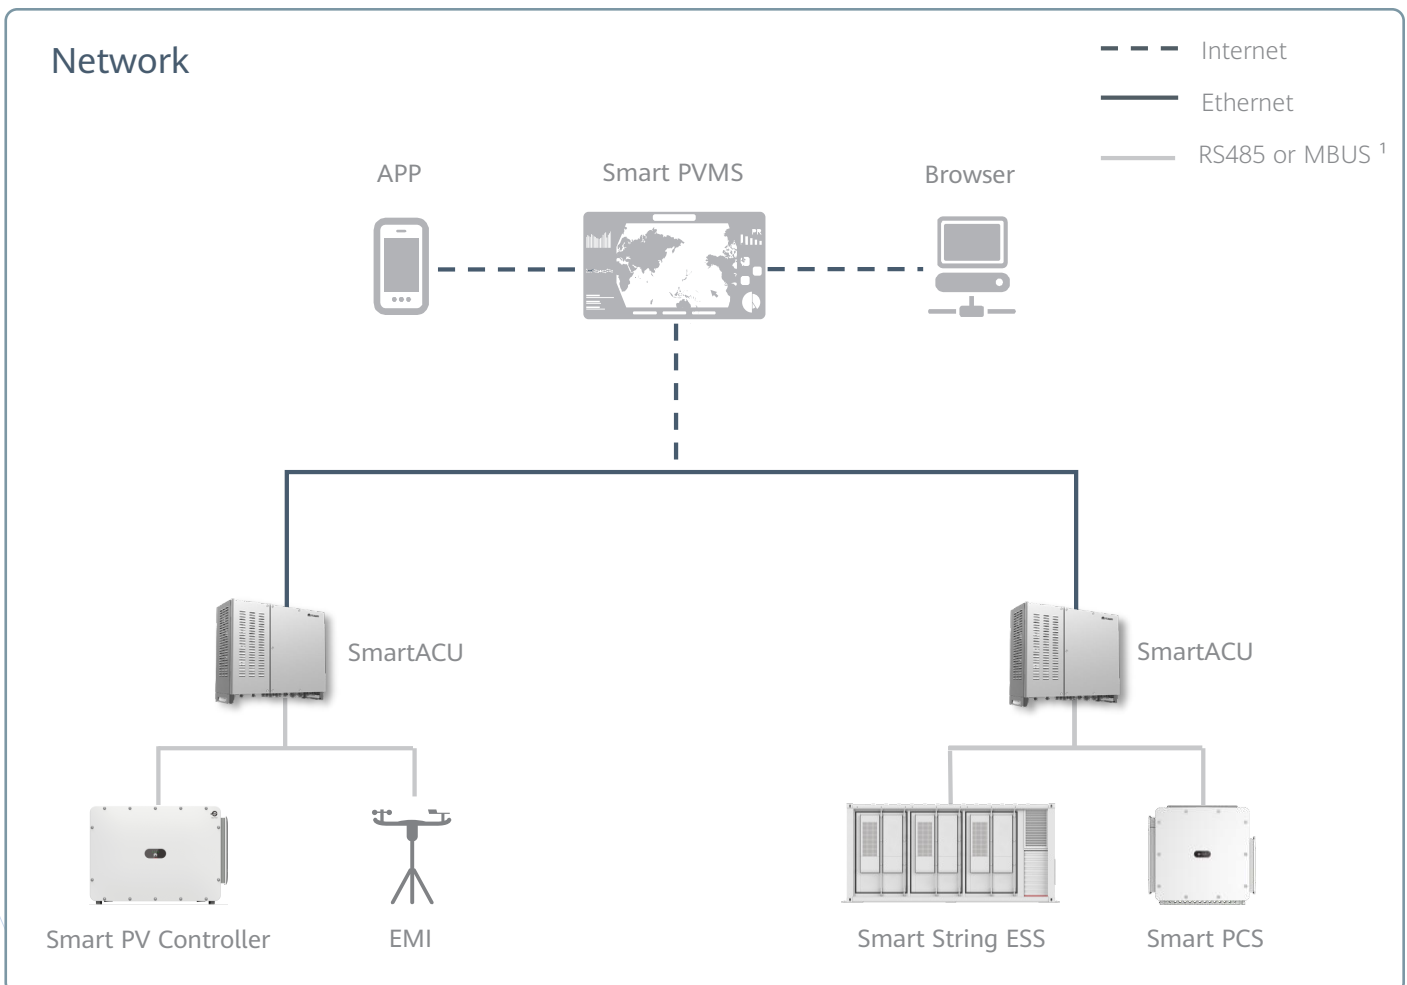 Network
Internet
Ethernet
RS485 or MBUS ¹
APP
Smart PVMS
Browser
SmartACU
SmartACU
Smart PV Controller
EMI
Smart String ESS
Smart PCS